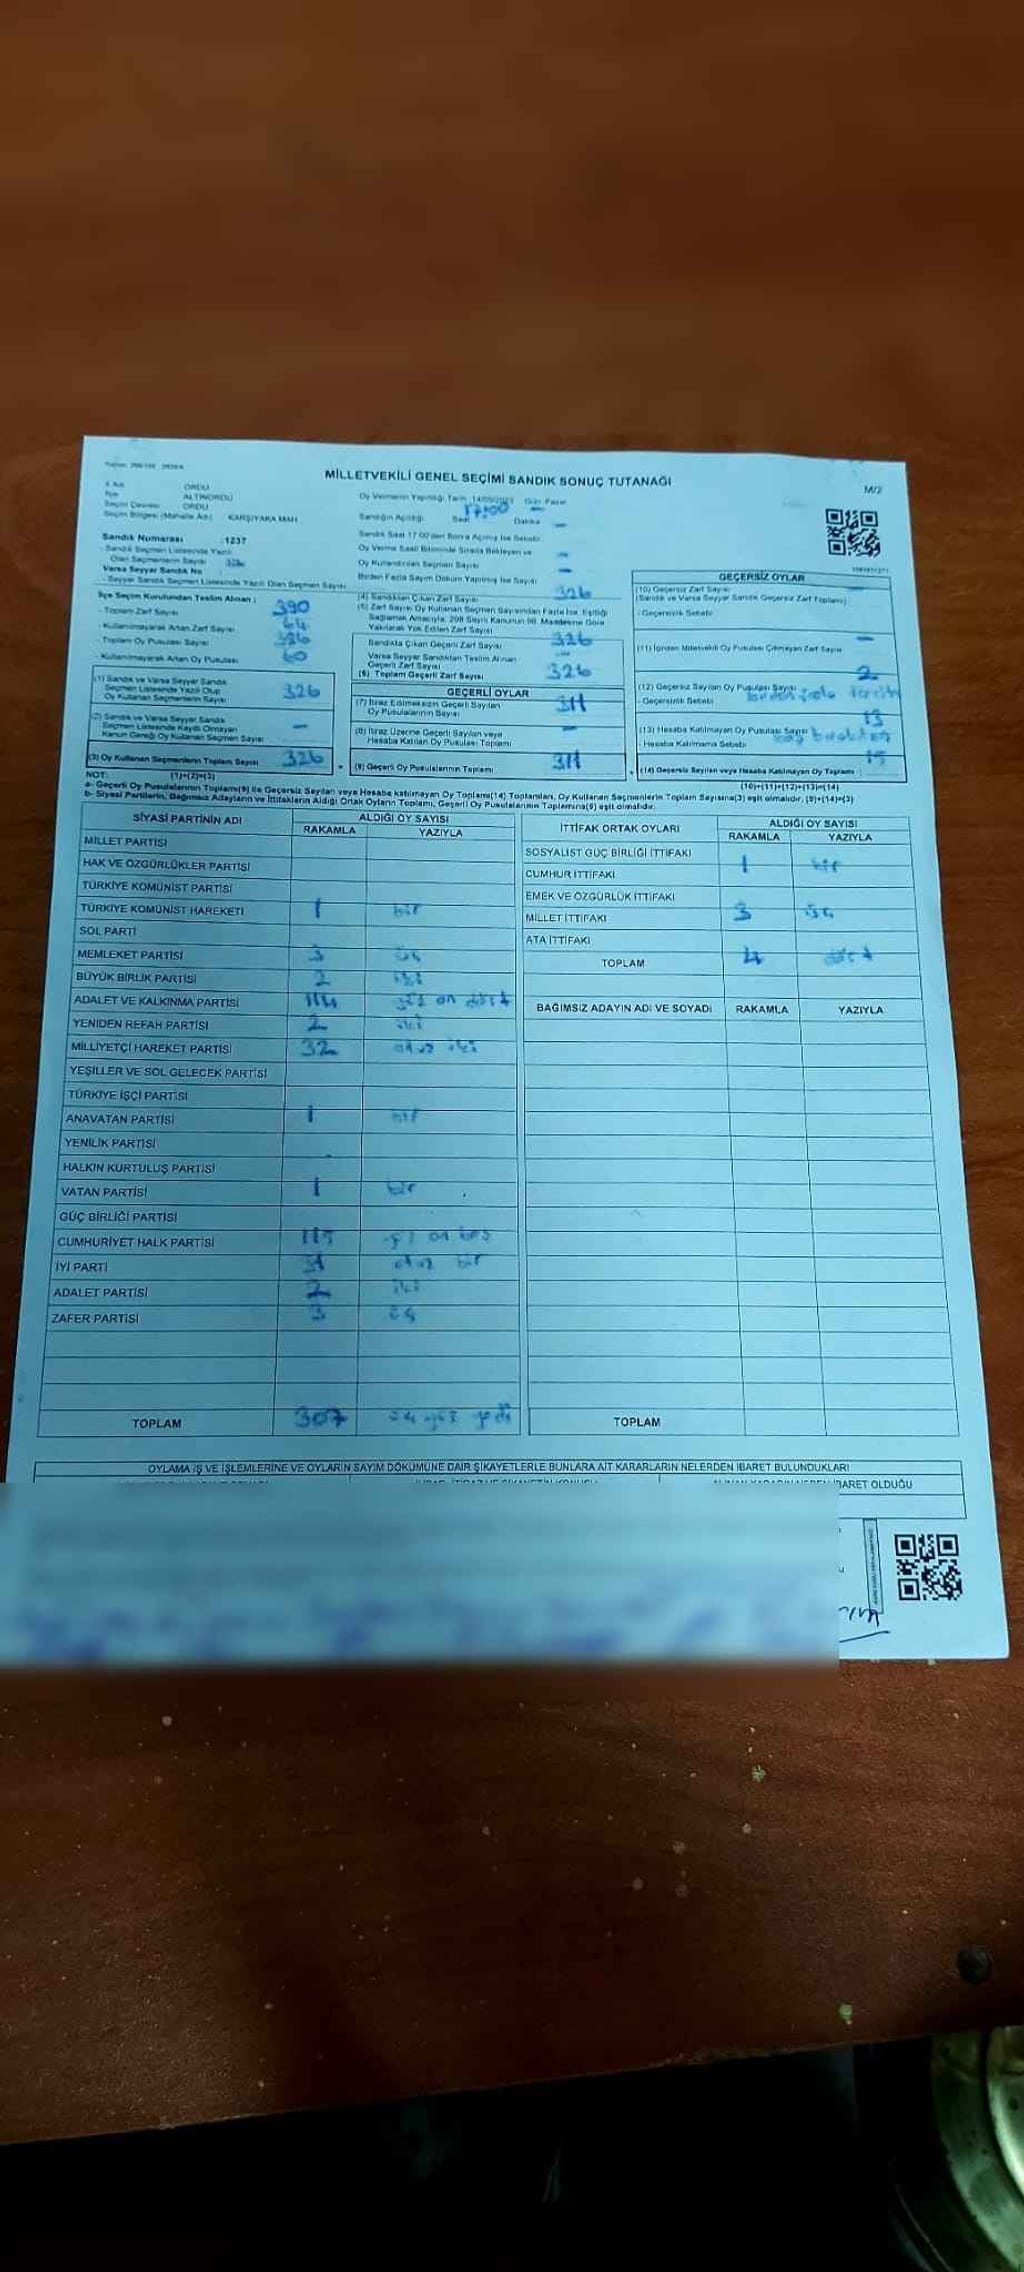 MİLLETVEKİLİ GENEL SEÇİMİ SANDIK SONUÇ TUTANAĞI
M/2
İl Adı ORDU
İlçe ALTINORDU
Seçim Çevresi ORDU
Seçim Bölgesi (Mahalle Adı) KARŞIYAKA MAH
Sandık Numarası :1237
- Sandık Seçmen Listesinde Yazılı
Olan Seçmenlerin Sayısı
Varsa Seyyar Sandık No
- Seyyar Sandık Seçmen Listesinde Yazılı Olan Seçmen Sayısı
İlçe Seçim Kurulundan Teslim Alınan ;
- Toplam Zarf Sayısı 390
- Kullanılmayarak Artan Zarf Sayısı 64
- Toplam Oy Pusulası Sayısı
- Kullanılmayarak Artan Oy Pusulası 60
(1) Sandık ve Varsa Seyyar Sandık
Seçmen Listesinde Yazılı Olup
Oy Kullanan Seçmenlerin Sayısı 326
(2) Sandık ve Varsa Seyyar Sandık
Seçmen Listesinde Kayıtlı Olmayan
Kanun Gereği Oy Kullanan Seçmen Sayısı -
(3) Oy Kullanan Seçmenlerin Toplam Sayısı 326
Oy Vermenin Yapıldığı Tarih 14/05/2023 Gün Pazar
Sandığın Açıldığı Saat 17:00 Dakika -
Sandık Saat 17.00'den Sonra Açılmış İse Sebebi
Oy Verme Saati Bitiminde Sırada Bekleyen ve
Oy Kullandırılan Seçmen Sayısı -
Birden Fazla Sayım Döküm Yapılmış İse Sayısı -
(4) Sandıktan Çıkan Zarf Sayısı 326
(5) Zarf Sayısı Oy Kullanan Seçmen Sayısından Fazla İse, Eşitliği
Sağlamak Amacıyla, 298 Sayılı Kanunun 98. Maddesine Göre
Yakılarak Yok Edilen Zarf Sayısı
Sandıkta Çıkan Geçerli Zarf Sayısı 326
Varsa Seyyar Sandıktan Teslim Alınan
Geçerli Zarf Sayısı -
(6) Toplam Geçerli Zarf Sayısı 326
GEÇERLİ OYLAR
(7) İtiraz Edilmeksizin Geçerli Sayılan
Oy Pusulalarının Sayısı 311
(8) İtiraz Üzerine Geçerli Sayılan veya
Hesaba Katılan Oy Pusulası Toplamı -
(9) Geçerli Oy Pusulalarının Toplamı 311
GEÇERSİZ OYLAR
(10) Geçersiz Zarf Sayısı
(Sandık ve Varsa Seyyar Sandık Geçersiz Zarf Toplamı)
- Geçersizlik Sebebi
(11) İçinden Milletvekili Oy Pusulası Çıkmayan Zarf Sayısı -
(12) Geçersiz Sayılan Oy Pusulası Sayısı 2
- Geçersizlik Sebebi birden fazla tercih
(13) Hesaba Katılmayan Oy Pusulası Sayısı 13
- Hesaba Katılmama Sebebi
(14) Geçersiz Sayılan veya Hesaba Katılmayan Oy Toplamı : 15
NOT: (1)+(2)=(3) (10)+(11)+(12)+(13)=(14)
a- Geçerli Oy Pusulalarının Toplamı(9) ile Geçersiz Sayılan veya Hesaba katılmayan Oy Toplamı(14) Toplamları, Oy Kullanan Seçmenlerin Toplam Sayısına(3) eşit olmalıdır, (9)+(14)=(3)
b- Siyasi Partilerin, Bağımsız Adayların ve İttifakların Aldığı Ortak Oyların Toplamı, Geçerli Oy Pusulalarının Toplamına(9) eşit olmalıdır.
SİYASİ PARTİNİN ADI ALDIĞI OY SAYISI
RAKAMLA YAZIYLA
MİLLET PARTİSİ
HAK VE ÖZGÜRLÜKLER PARTİSİ
TÜRKİYE KOMÜNİST PARTİSİ
TÜRKİYE KOMÜNİST HAREKETİ 1 bir
SOL PARTİ
MEMLEKET PARTİSİ 3 üç
BÜYÜK BİRLİK PARTİSİ 2 iki
ADALET VE KALKINMA PARTİSİ 114 yüz on dört
YENİDEN REFAH PARTİSİ 2 iki
MİLLİYETÇİ HAREKET PARTİSİ 32 otuz iki
YEŞİLLER VE SOL GELECEK PARTİSİ
TÜRKİYE İŞÇİ PARTİSİ
ANAVATAN PARTİSİ 1 bir
YENİLİK PARTİSİ
HALKIN KURTULUŞ PARTİSİ
VATAN PARTİSİ 1 bir
GÜÇ BİRLİĞİ PARTİSİ
CUMHURİYET HALK PARTİSİ 115 yüz on beş
İYİ PARTİ 31 otuz bir
ADALET PARTİSİ 2 iki
ZAFER PARTİSİ 3 üç
TOPLAM 307 üç yüz yedi
İTTİFAK ORTAK OYLARI ALDIĞI OY SAYISI
RAKAMLA YAZIYLA
SOSYALİST GÜÇ BİRLİĞİ İTTİFAKI
CUMHUR İTTİFAKI 1 bir
EMEK VE ÖZGÜRLÜK İTTİFAKI
MİLLET İTTİFAKI 3 üç
ATA İTTİFAKI
TOPLAM 4 dört
BAĞIMSIZ ADAYIN ADI VE SOYADI RAKAMLA YAZIYLA
TOPLAM
OYLAMA İŞ VE İŞLEMLERİNE VE OYLARIN SAYIM DÖKÜMÜNE DAİR ŞİKAYETLERLE BUNLARA AİT KARARLARIN NELERDEN İBARET BULUNDUKLARI
İBARET OLDUĞU